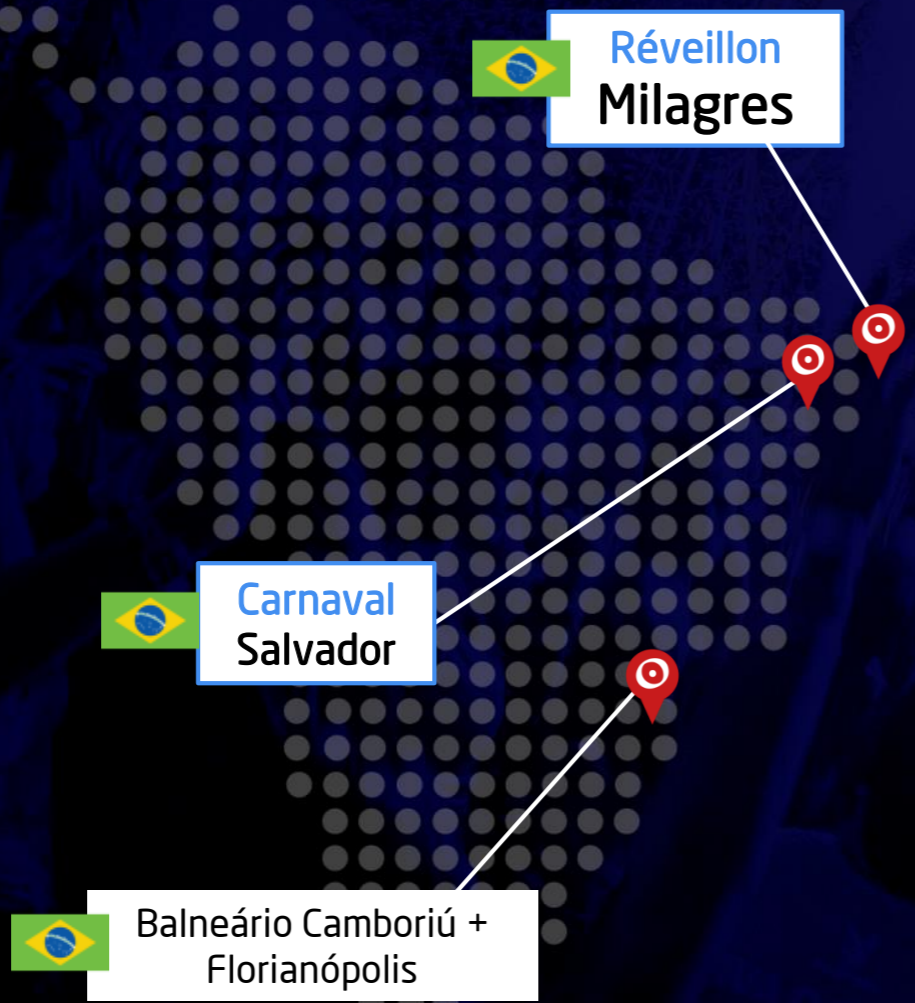 Réveillon
Milagres
Carnaval
Salvador
Balneário Camboriú +
Florianópolis